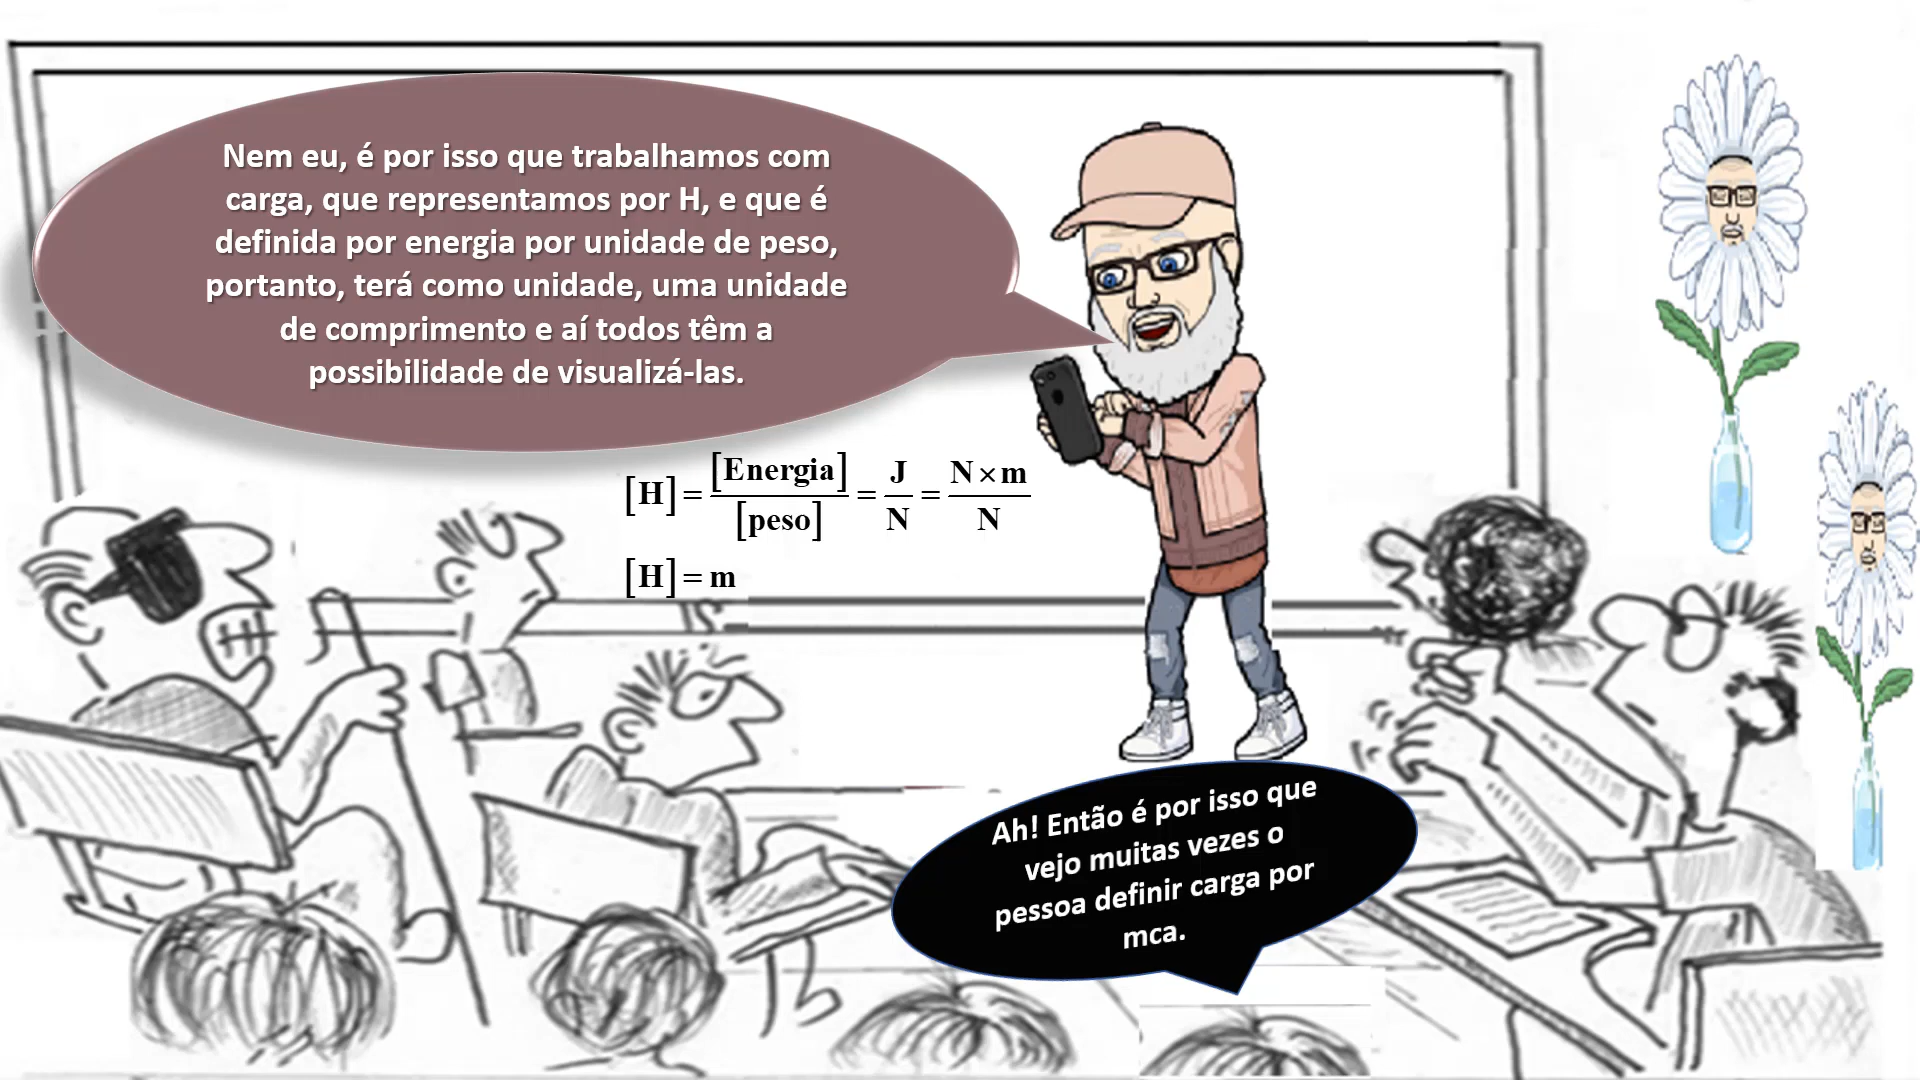 Nem eu, é por isso que trabalhamos com
carga, que representamos por H, e que é
definida por energia por unidade de peso,
portanto, terá como unidade, uma unidade
de comprimento e aí todos têm a
possibilidade de visualizá-las.
[H] = [Energia]/[peso] = J/N = N×m/N
[H] = m
Ah! Então é por isso que
vejo muitas vezes o
pessoa definir carga por
mca.